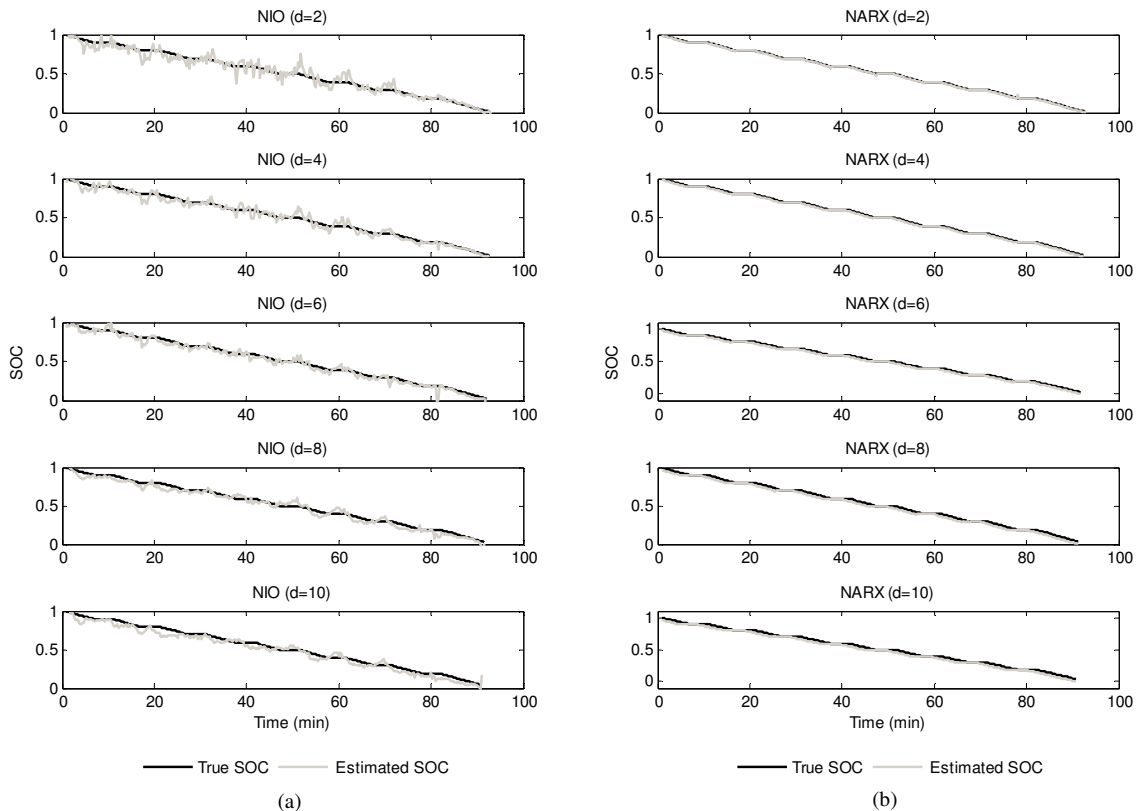 NIO (d=2)
1
0.5
0
0 20 40 60 80 100
NIO (d=4)
1
0.5
0
0 20 40 60 80 100
NIO (d=6)
1
0.5
0
0 20 40 60 80 100
SOC
NIO (d=8)
1
0.5
0
0 20 40 60 80 100
NIO (d=10)
1
0.5
0
0 20 40 60 80 100
Time (min)
True SOC Estimated SOC
(a)
NARX (d=2)
1
0.5
0
0 20 40 60 80 100
NARX (d=4)
1
0.5
0
0 20 40 60 80 100
NARX (d=6)
1
0.5
0
0 20 40 60 80 100
SOC
NARX (d=8)
1
0.5
0
0 20 40 60 80 100
NARX (d=10)
1
0.5
0
0 20 40 60 80 100
Time (min)
True SOC Estimated SOC
(b)